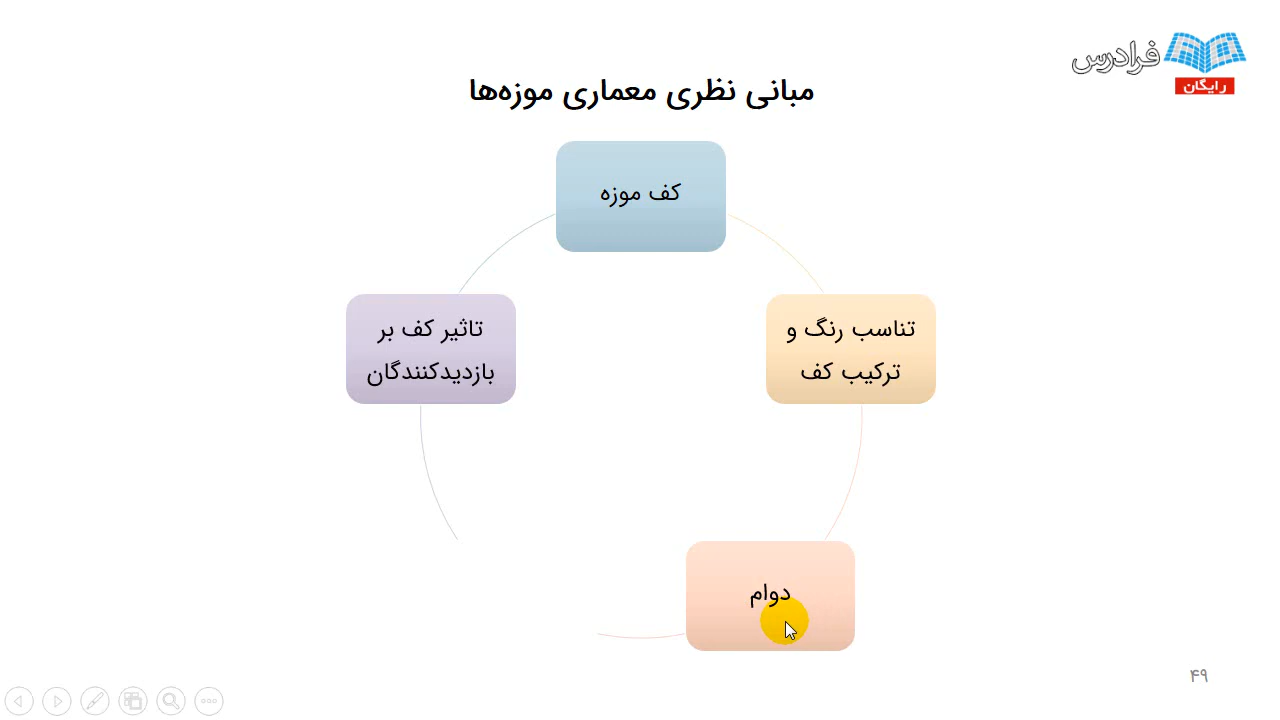 فرادرس
رایگان
مبانی نظری معماری موزه‌ها
کف موزه
تناسب رنگ و
ترکیب کف
تاثیر کف بر
بازدیدکنندگان
دوام
۴۹